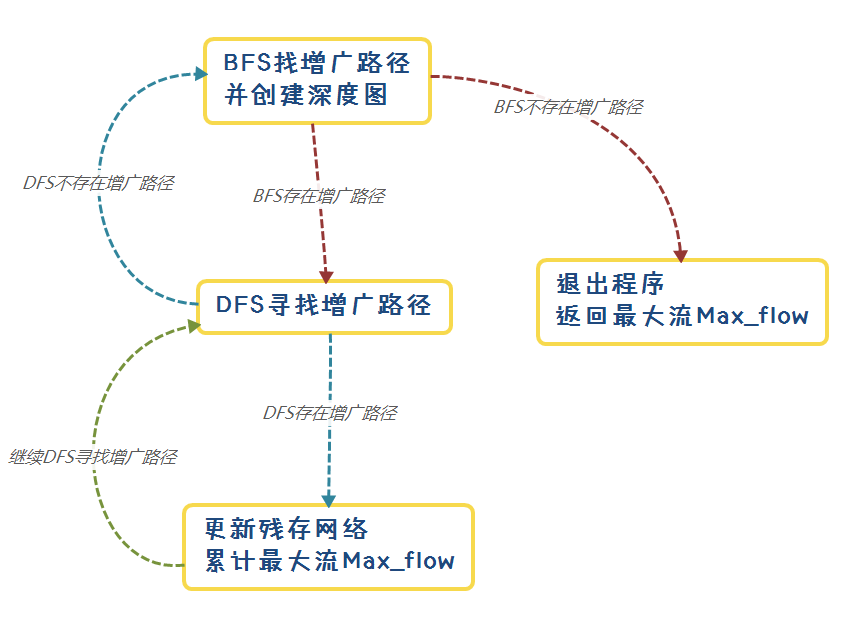 BFS找增广路径
并创建深度图
BFS不存在增广路径
DFS不存在增广路径
BFS存在增广路径
退出程序
返回最大流Max_flow
DFS寻找增广路径
DFS存在增广路径
继续DFS寻找增广路径
更新残存网络
累计最大流Max_flow